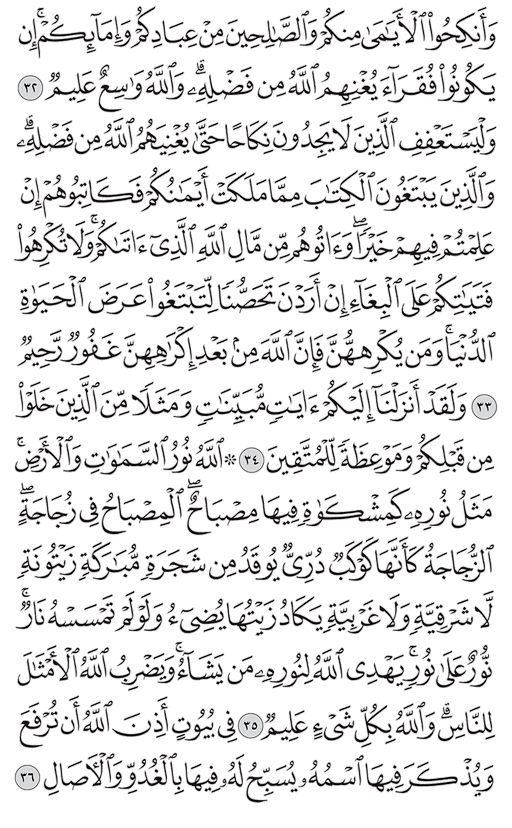 وَأَنكِحُوا۟ ٱلْأَيَـٰمَىٰ مِنكُمْ وَٱلصَّـٰلِحِينَ مِنْ عِبَادِكُمْ وَإِمَآئِكُمْ ۚ إِن
يَكُونُوا۟ فُقَرَآءَ يُغْنِهِمُ ٱللَّهُ مِن فَضْلِهِۦ ۗ وَٱللَّهُ وَٰسِعٌ عَلِيمٌ ٣٢
وَلْيَسْتَعْفِفِ ٱلَّذِينَ لَا يَجِدُونَ نِكَاحًا حَتَّىٰ يُغْنِيَهُمُ ٱللَّهُ مِن فَضْلِهِۦ ۗ
وَٱلَّذِينَ يَبْتَغُونَ ٱلْكِتَـٰبَ مِمَّا مَلَكَتْ أَيْمَـٰنُكُمْ فَكَاتِبُوهُمْ إِنْ
عَلِمْتُمْ فِيهِمْ خَيْرًا ۖ وَءَاتُوهُم مِّن مَّالِ ٱللَّهِ ٱلَّذِىٓ ءَاتَىٰكُمْ ۚ وَلَا تُكْرِهُوا۟
فَتَيَـٰتِكُمْ عَلَى ٱلْبِغَآءِ إِنْ أَرَدْنَ تَحَصُّنًا لِّتَبْتَغُوا۟ عَرَضَ ٱلْحَيَوٰةِ
ٱلدُّنْيَا ۚ وَمَن يُكْرِههُّنَّ فَإِنَّ ٱللَّهَ مِنۢ بَعْدِ إِكْرَٰهِهِنَّ غَفُورٌ رَّحِيمٌ
٣٣ وَلَقَدْ أَنزَلْنَآ إِلَيْكُمْ ءَايَـٰتٍ مُّبَيِّنَـٰتٍ وَمَثَلًا مِّنَ ٱلَّذِينَ خَلَوْا۟
مِن قَبْلِكُمْ وَمَوْعِظَةً لِّلْمُتَّقِينَ ٣٤ ۞ ٱللَّهُ نُورُ ٱلسَّمَـٰوَٰتِ وَٱلْأَرْضِ ۚ
مَثَلُ نُورِهِۦ كَمِشْكَوٰةٍ فِيهَا مِصْبَاحٌ ۖ ٱلْمِصْبَاحُ فِى زُجَاجَةٍ ۖ
ٱلزُّجَاجَةُ كَأَنَّهَا كَوْكَبٌ دُرِّىٌّ يُوقَدُ مِن شَجَرَةٍ مُّبَـٰرَكَةٍ زَيْتُونَةٍ
لَّا شَرْقِيَّةٍ وَلَا غَرْبِيَّةٍ يَكَادُ زَيْتُهَا يُضِىٓءُ وَلَوْ لَمْ تَمْسَسْهُ نَارٌ ۚ
نُّورٌ عَلَىٰ نُورٍ ۗ يَهْدِى ٱللَّهُ لِنُورِهِۦ مَن يَشَآءُ ۚ وَيَضْرِبُ ٱللَّهُ ٱلْأَمْثَـٰلَ
لِلنَّاسِ ۗ وَٱللَّهُ بِكُلِّ شَىْءٍ عَلِيمٌ ٣٥ فِى بُيُوتٍ أَذِنَ ٱللَّهُ أَن تُرْفَعَ
وَيُذْكَرَ فِيهَا ٱسْمُهُۥ يُسَبِّحُ لَهُۥ فِيهَا بِٱلْغُدُوِّ وَٱلْـَٔاصَالِ ٣٦